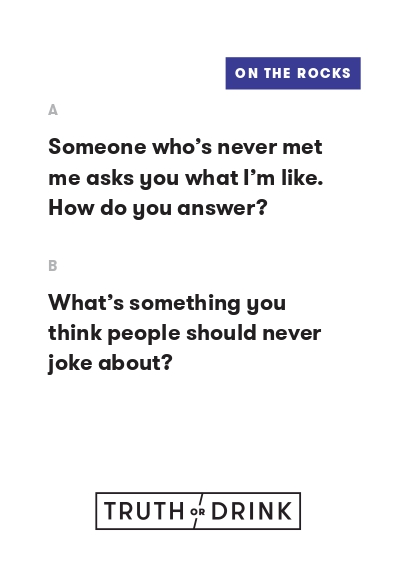 ON THE ROCKS
A
Someone who’s never met
me asks you what I’m like.
How do you answer?
B
What’s something you
think people should never
joke about?
TRUTH OR DRINK